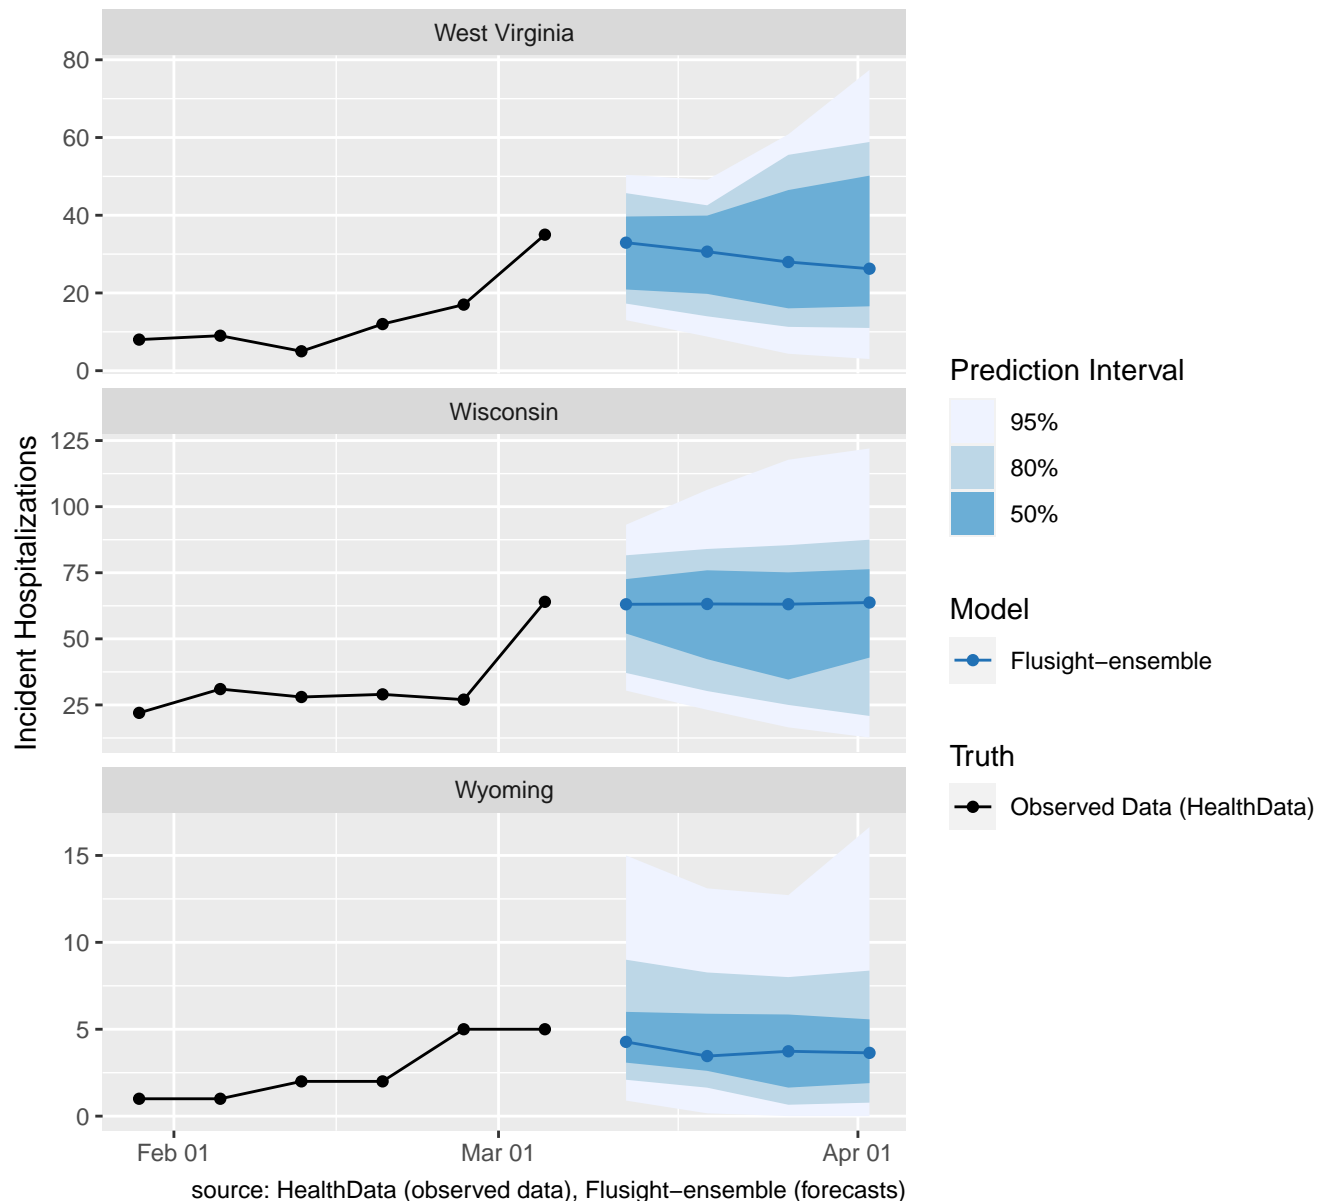 West Virginia
80
60
40
20
0
Wisconsin
125
100
75
50
25
Wyoming
15
10
5
0
Incident Hospitalizations
Feb 01 Mar 01 Apr 01
source: HealthData (observed data), Flusight−ensemble (forecasts)
Prediction Interval
95%
80%
50%
Model
Flusight−ensemble
Truth
Observed Data (HealthData)